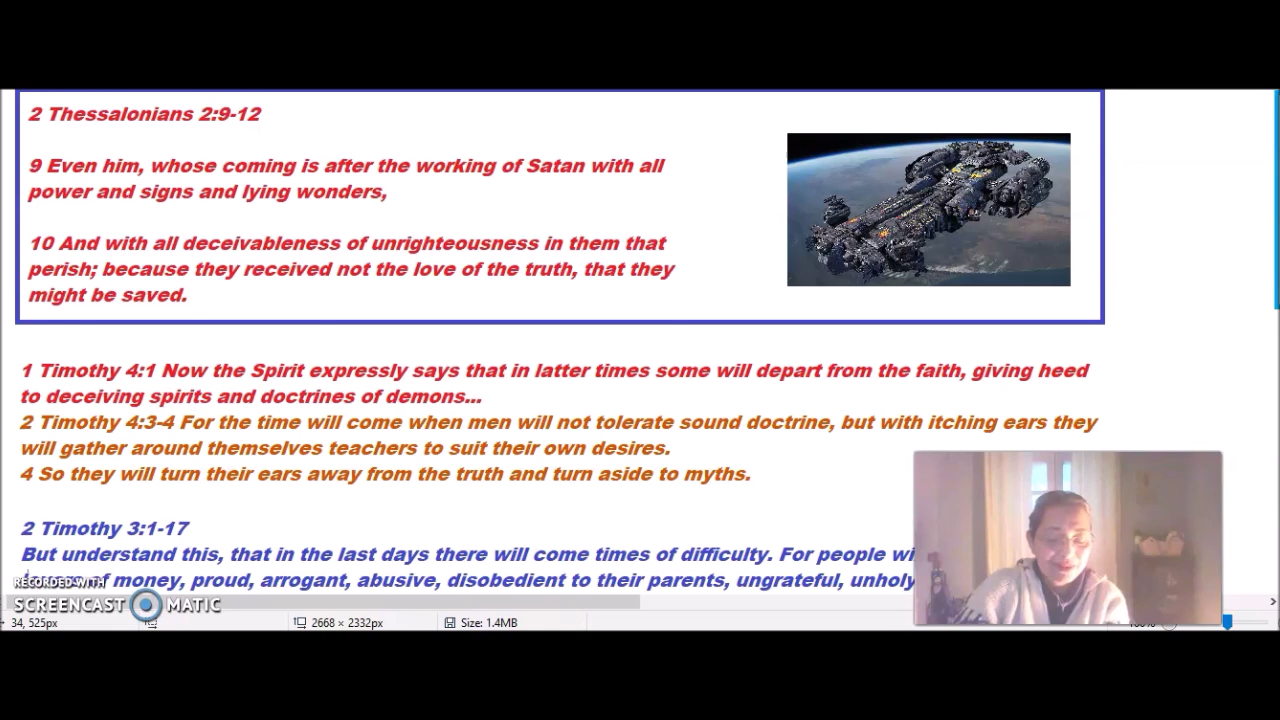 2 Thessalonians 2:9-12
9 Even him, whose coming is after the working of Satan with all
power and signs and lying wonders,
10 And with all deceivableness of unrighteousness in them that
perish; because they received not the love of the truth, that they
might be saved.
1 Timothy 4:1 Now the Spirit expressly says that in latter times some will depart from the faith, giving heed
to deceiving spirits and doctrines of demons...
2 Timothy 4:3-4 For the time will come when men will not tolerate sound doctrine, but with itching ears they
will gather around themselves teachers to suit their own desires.
4 So they will turn their ears away from the truth and turn aside to myths.
2 Timothy 3:1-17
But understand this, that in the last days there will come times of difficulty. For people wi
of money, proud, arrogant, abusive, disobedient to their parents, ungrateful, unholy
RECORDED WITH
SCREENCAST MATIC
34, 525px
2668 × 2332px
Size: 1.4MB